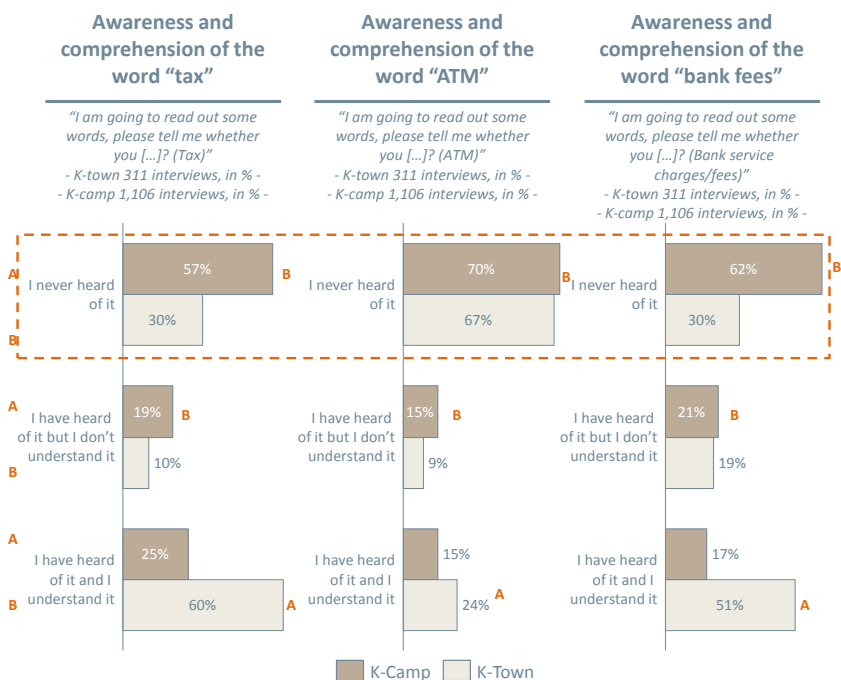 Awareness and
comprehension of the
word “tax”
“I am going to read out some
words, please tell me whether
you […]? (Tax)”
- K-town 311 interviews, in % -
- K-camp 1,106 interviews, in % -
Awareness and
comprehension of the
word “ATM”
“I am going to read out some
words, please tell me whether
you […]? (ATM)”
- K-town 311 interviews, in % -
- K-camp 1,106 interviews, in % -
Awareness and
comprehension of the
word “bank fees”
“I am going to read out some
words, please tell me whether
you […]? (Bank service
charges/fees)”
- K-town 311 interviews, in % -
- K-camp 1,106 interviews, in % -
A
B
I never heard
of it
57%
B
30%
I never heard
of it
70%
B
67%
I never heard
of it
62%
B
30%
A
B
I have heard
of it but I don’t
understand it
19%
B
10%
I have heard
of it but I don’t
understand it
15%
B
9%
I have heard
of it but I don’t
understand it
21%
B
19%
A
B
I have heard
of it and I
understand it
25%
60%
A
I have heard
of it and I
understand it
15%
24%
A
I have heard
of it and I
understand it
17%
51%
A
K-Camp
K-Town